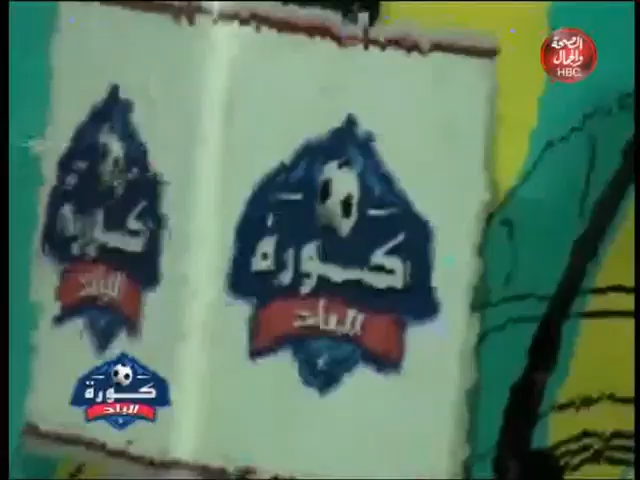 الصحة
والجمال
HBC
كورة
البلد
كورة
البلد
كورة
البلد